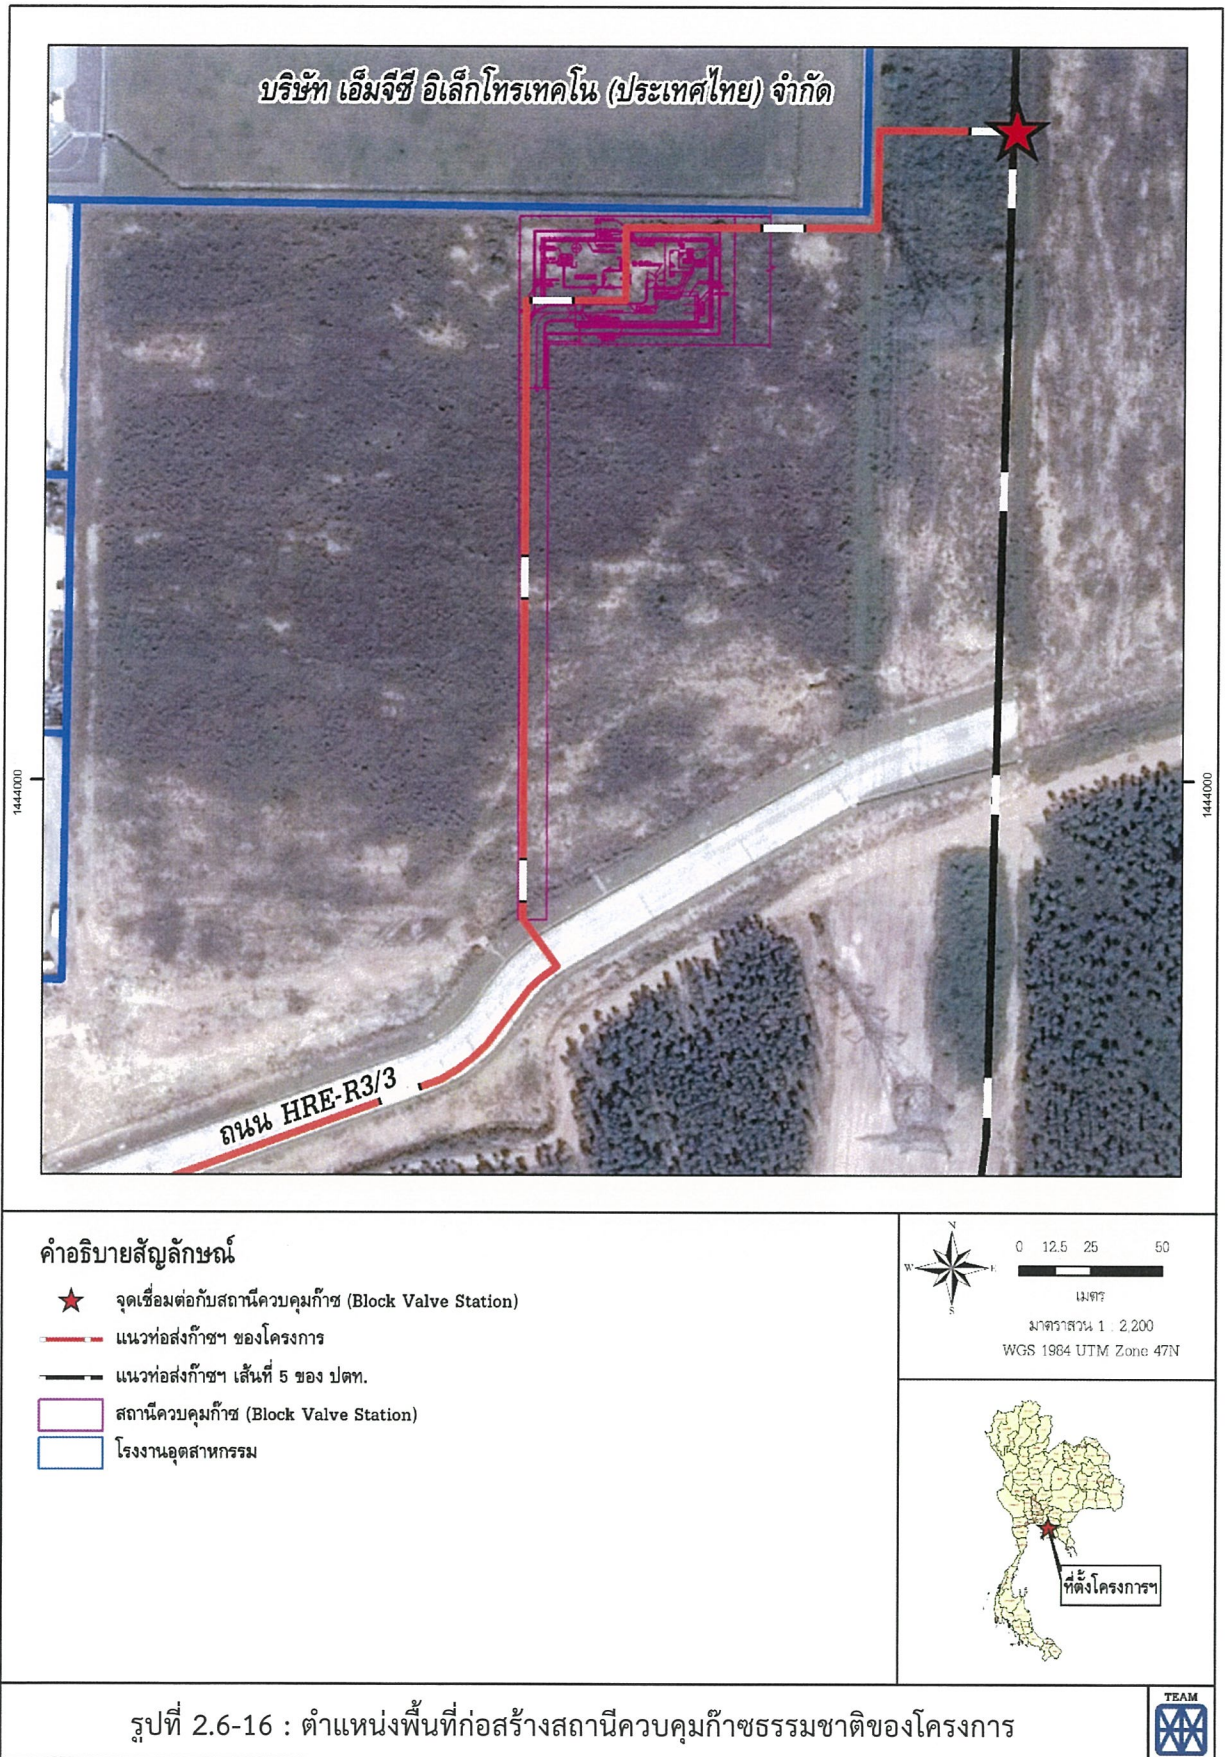 บริษัท เอ็มจีซี อิเล็กโทรเทคโน (ประเทศไทย) จำกัด
1444000
1444000
ถนน HRE-R3/3
คำอธิบายสัญลักษณ์
จุดเชื่อมต่อกับสถานีควบคุมก๊าซ (Block Valve Station)
แนวท่อส่งก๊าซฯ ของโครงการ
แนวท่อส่งก๊าซฯ เส้นที่ 5 ของ ปตท.
สถานีควบคุมก๊าซ (Block Valve Station)
โรงงานอุตสาหกรรม
N
W E
S
0 12.5 25 50
เมตร
มาตราส่วน 1 : 2,200
WGS 1984 UTM Zone 47N
ที่ตั้งโครงการฯ
รูปที่ 2.6-16 : ตำแหน่งพื้นที่ก่อสร้างสถานีควบคุมก๊าซธรรมชาติของโครงการ
TEAM